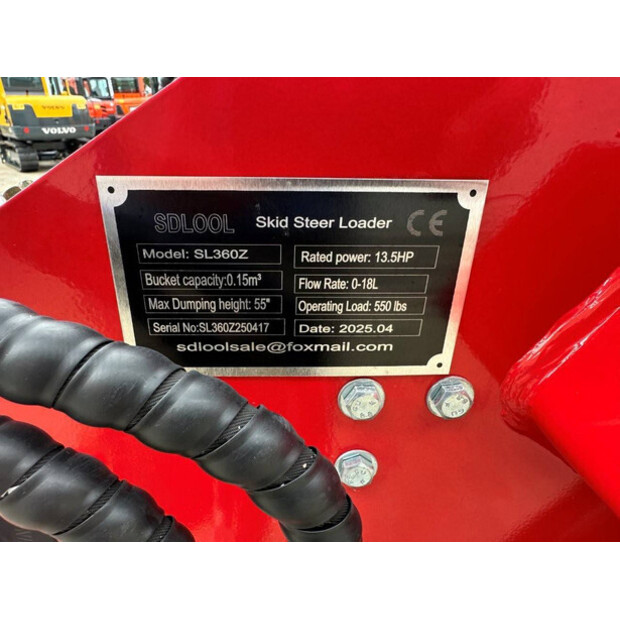 VOLVO
SDLOOL Skid Steer Loader CE
Model: SL360Z Rated power: 13.5HP
Bucket capacity:0.15m³ Flow Rate: 0-18L
Max Dumping height: 55" Operating Load: 550 lbs
Serial No:SL360Z250417 Date: 2025.04
sdloolsale@foxmail.com